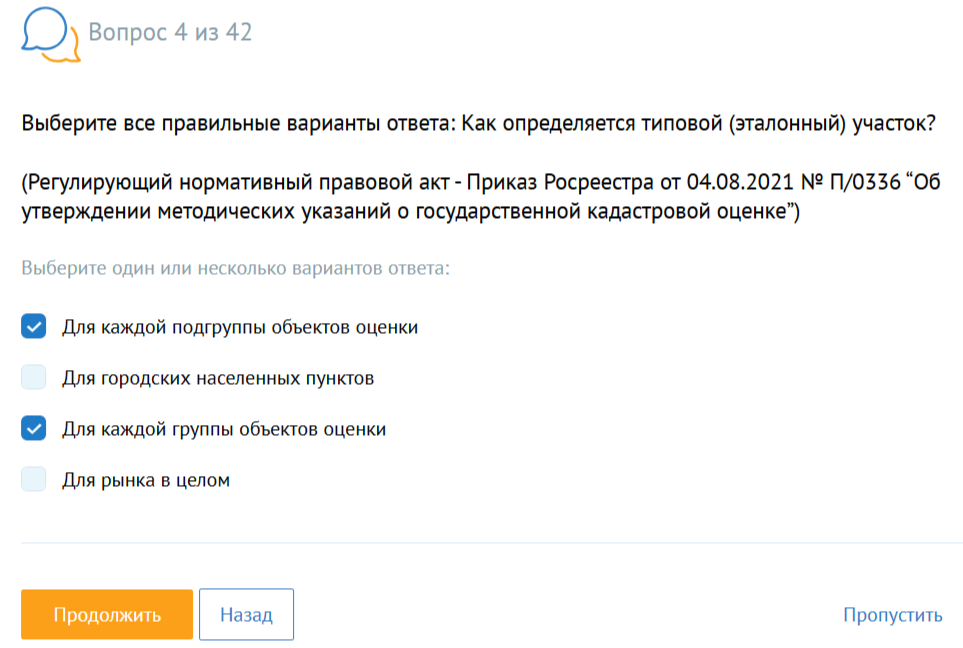 Вопрос 4 из 42
Выберите все правильные варианты ответа: Как определяется типовой (эталонный) участок?
(Регулирующий нормативный правовой акт - Приказ Росреестра от 04.08.2021 № П/0336 “Об
утверждении методических указаний о государственной кадастровой оценке”)
Выберите один или несколько вариантов ответа:
Для каждой подгруппы объектов оценки
Для городских населенных пунктов
Для каждой группы объектов оценки
Для рынка в целом
Продолжить Назад Пропустить